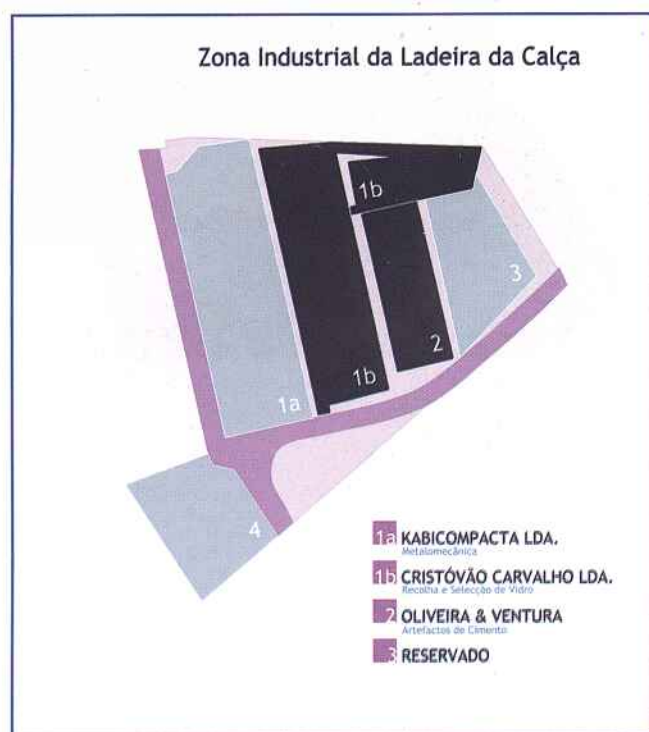 Zona Industrial da Ladeira da Calça
1b
3
2
1b
1a
4
1a KABICOMPACTA LDA.
Metalomecânica
1b CRISTÓVÃO CARVALHO LDA.
Recolha e Selecção de Vidro
2 OLIVEIRA & VENTURA
Artefactos de Cimento
3 RESERVADO